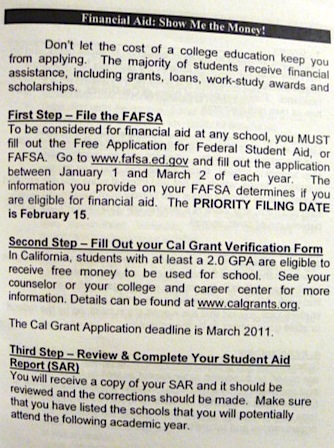 Financial Aid: Show Me the Money!
Don't let the cost of a college education keep you
from applying. The majority of students receive financial
assistance, including grants, loans, work-study awards and
scholarships.
First Step – File the FAFSA
To be considered for financial aid at any school, you MUST
fill out the Free Application for Federal Student Aid, or
FAFSA. Go to www.fafsa.ed.gov and fill out the application
between January 1 and March 2 of each year. The
information you provide on your FAFSA determines if you
are eligible for financial aid. The PRIORITY FILING DATE
is February 15.
Second Step – Fill Out your Cal Grant Verification Form
In California, students with at least a 2.0 GPA are eligible to
receive free money to be used for school. See your
counselor or your college and career center for more
information. Details can be found at www.calgrants.org.
The Cal Grant Application deadline is March 2011.
Third Step – Review & Complete Your Student Aid
Report (SAR)
You will receive a copy of your SAR and it should be
reviewed and the corrections should be made. Make sure
that you have listed the schools that you will potentially
attend the following academic year.